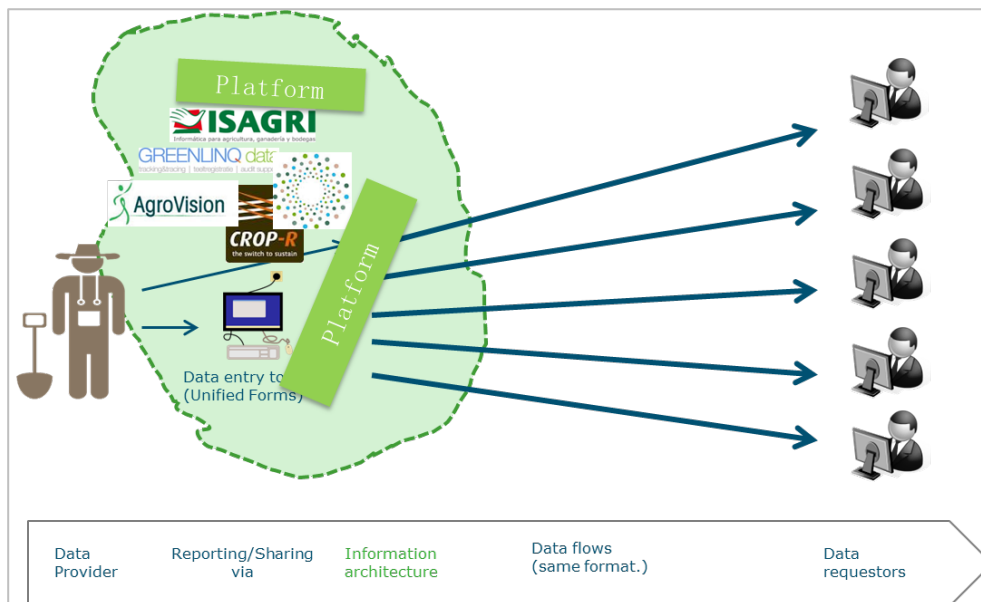 Platform
ISAGRI
Informática para agricultura, ganadería y bodegas
GREENLINQ data
tracking&tracing | teeltregistratie | audit support
AgroVision
CROP-R
the switch to sustain
Platform
Data entry to
(Unified Forms)
Data
Provider
Reporting/Sharing
via
Information
architecture
Data flows
(same format.)
Data
requestors